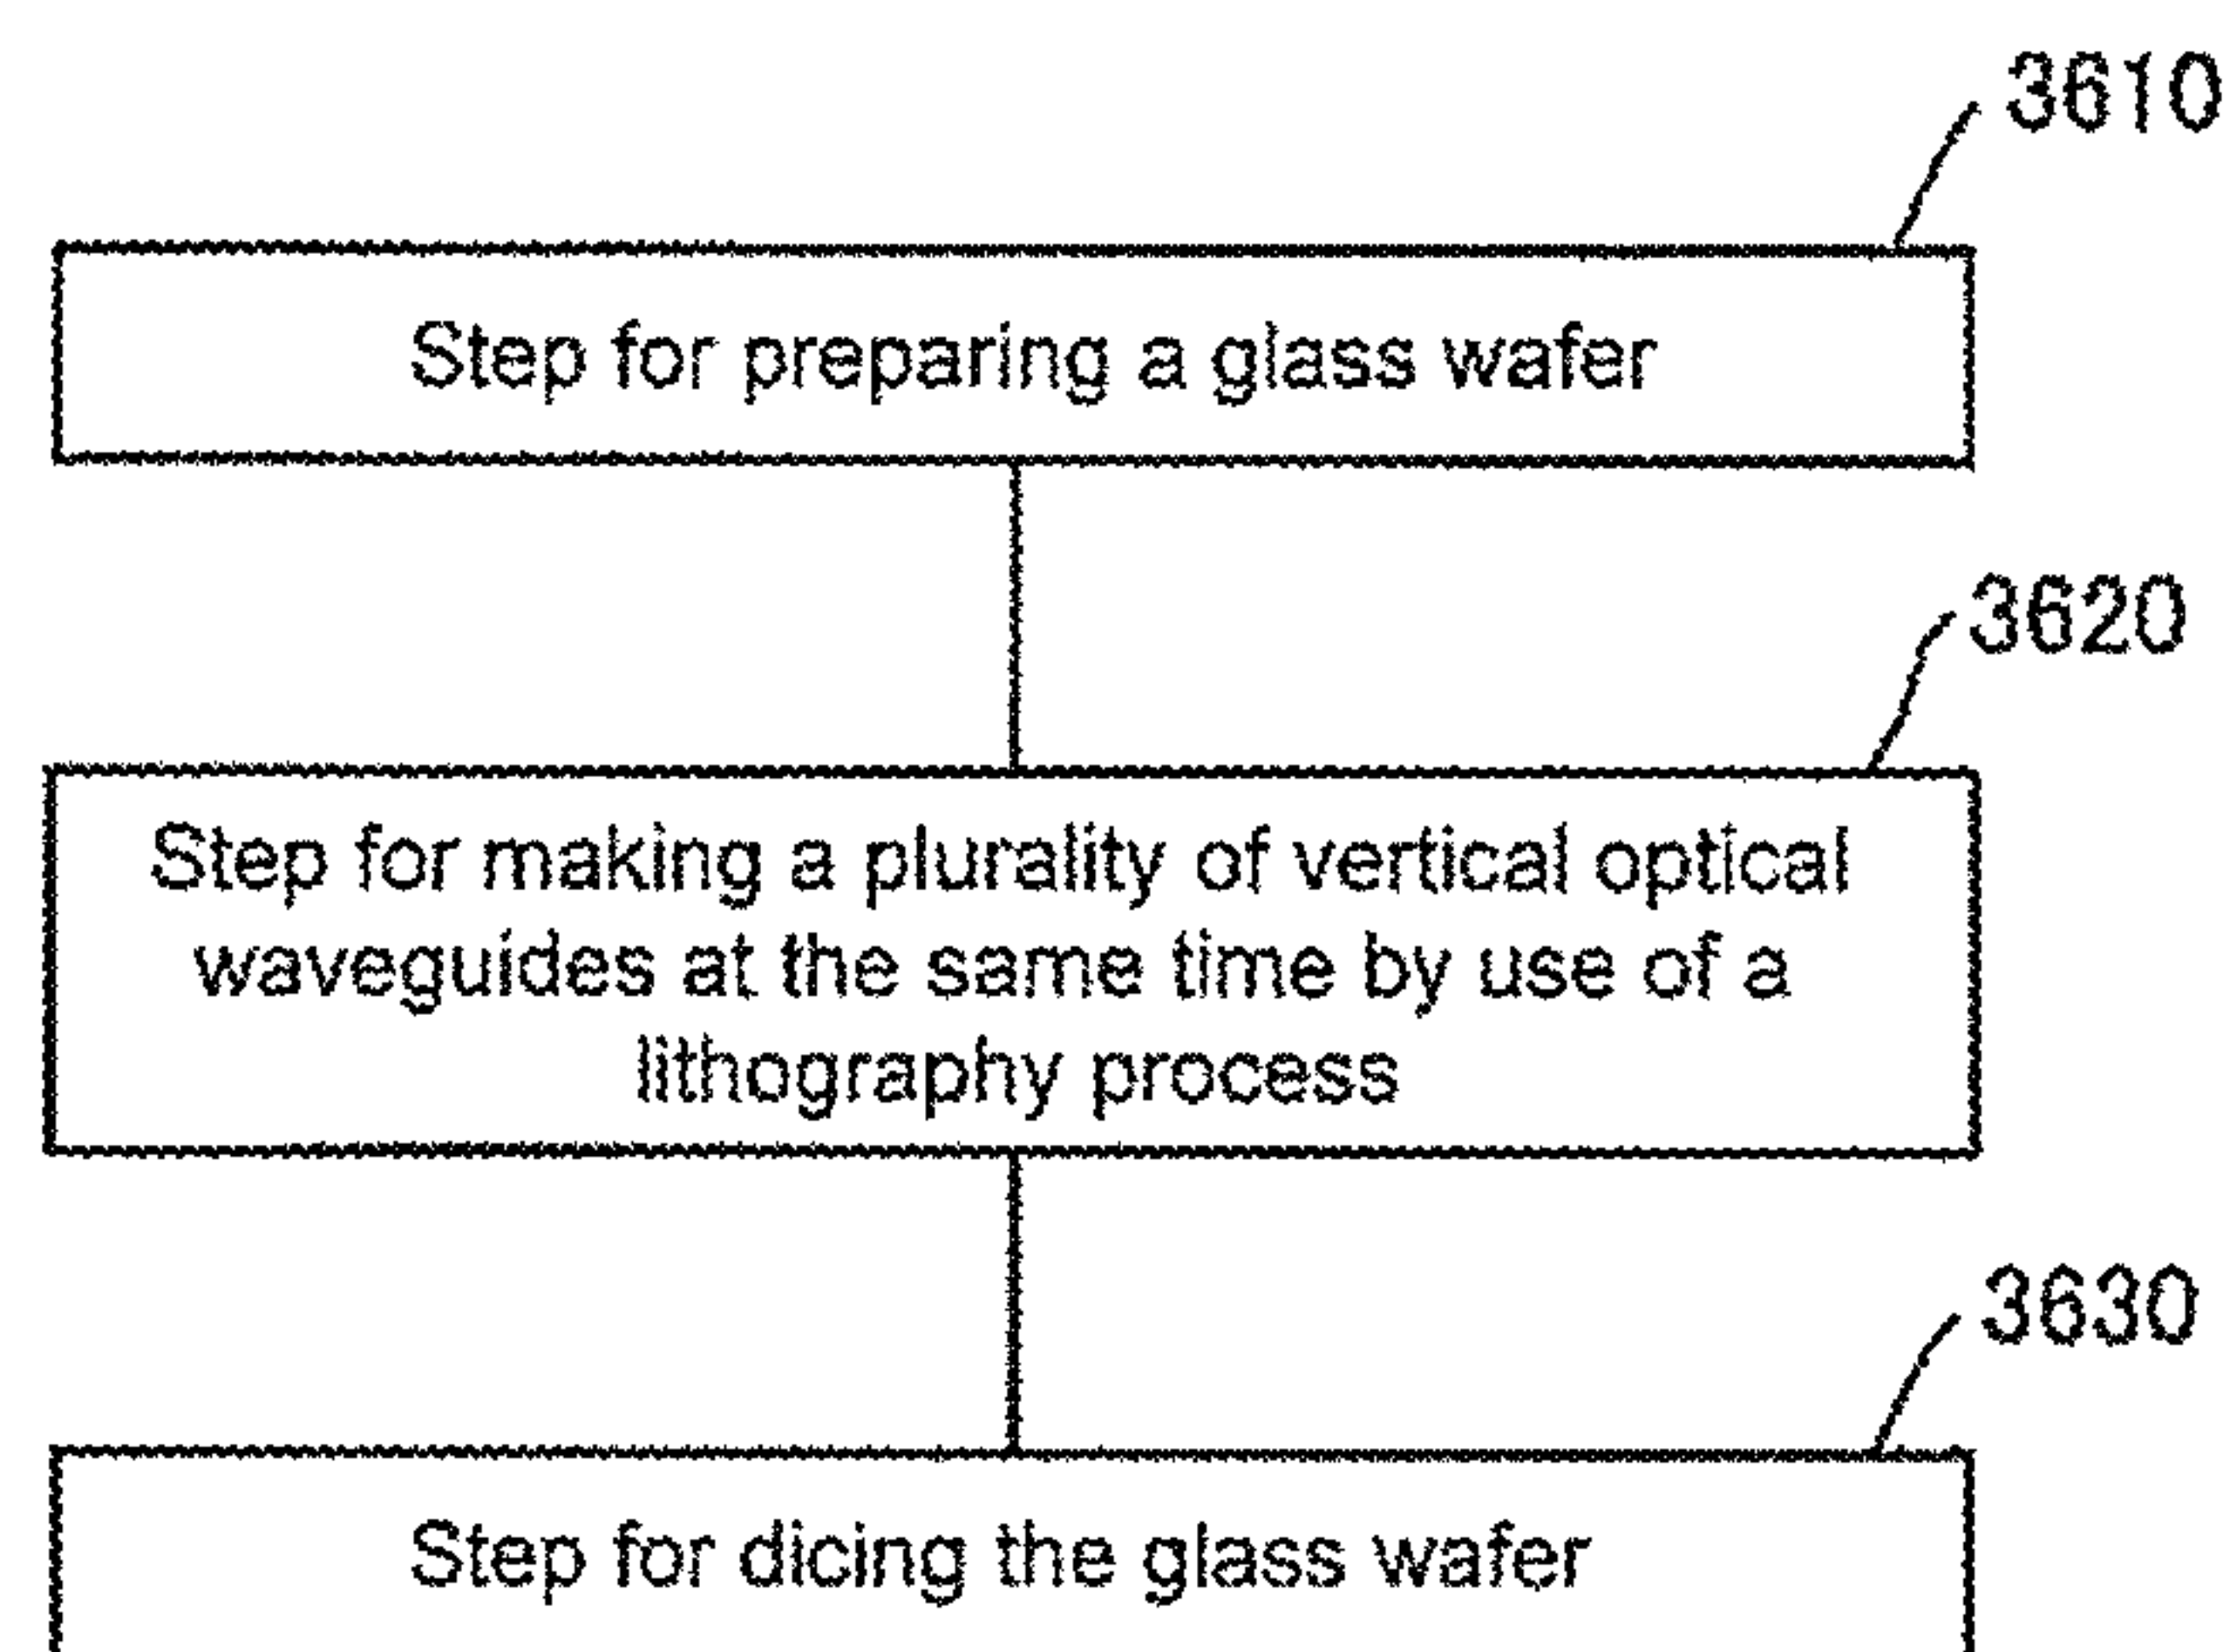 3610
Step for preparing a glass wafer
3620
Step for making a plurality of vertical optical
waveguides at the same time by use of a
lithography process
3630
Step for dicing the glass wafer